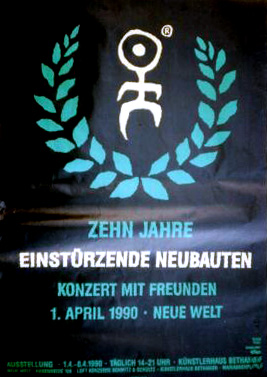 ®
ZEHN JAHRE
EINSTÜRZENDE NEUBAUTEN
KONZERT MIT FREUNDEN
1. APRIL 1990 · NEUE WELT
AUSSTELLUNG · 1.4.-8.4.1990 · TÄGLICH 14-21 UHR · KÜNSTLERHAUS BETHANIEN